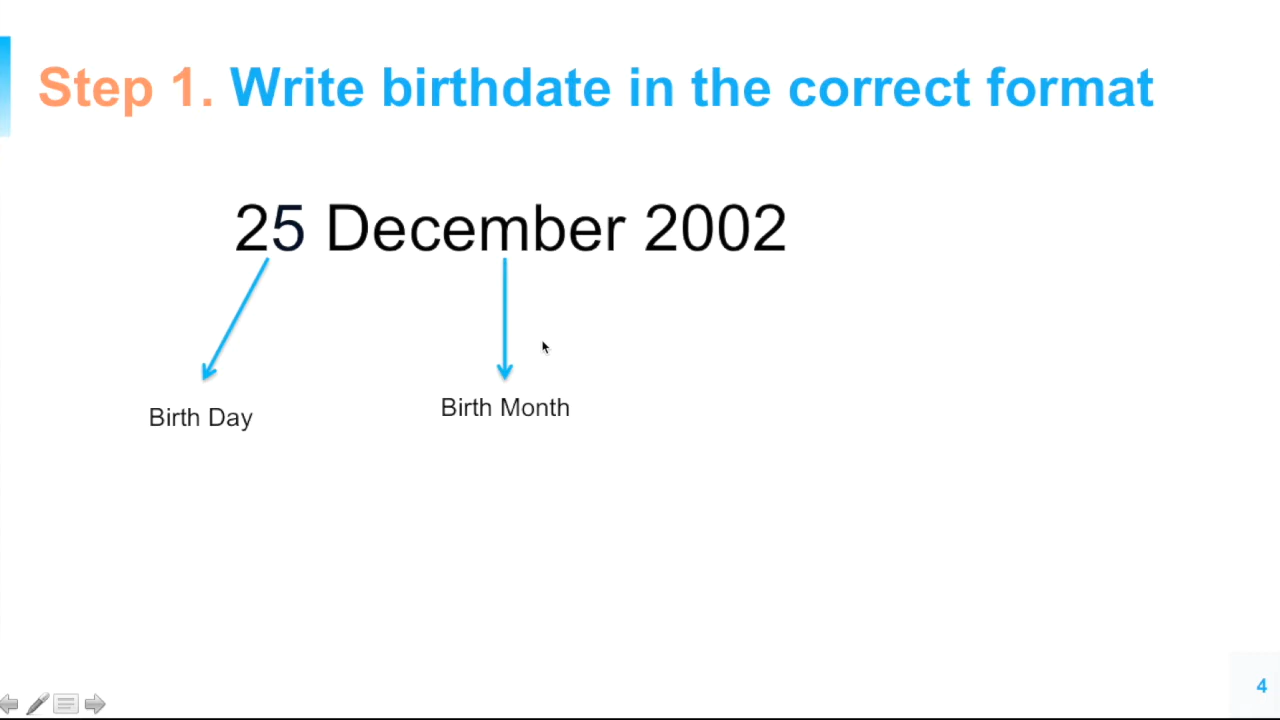 Step 1. Write birthdate in the correct format
25 December 2002
Birth Day
Birth Month
4